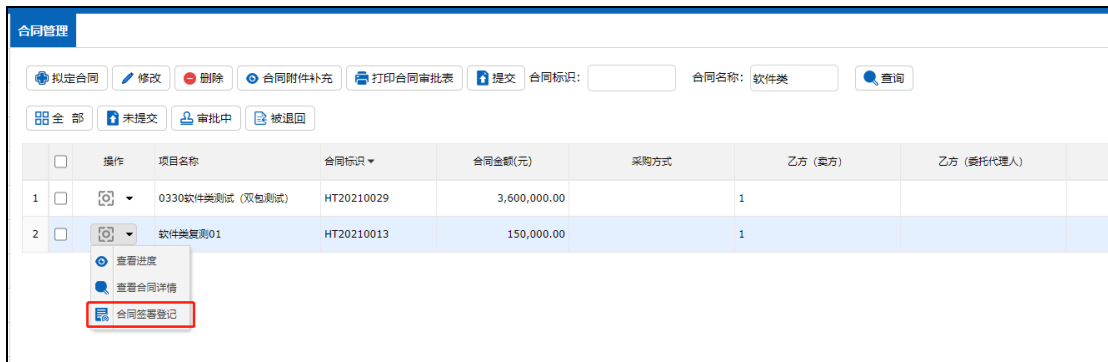 合同管理
拟定合同 修改 删除 合同附件补充 打印合同审批表 提交 合同标识: 合同名称: 软件类 查询
全 部 未提交 审批中 被退回
操作 项目名称 合同标识 合同金额(元) 采购方式 乙方（卖方） 乙方（委托代理人）
1 0330软件类测试（双包测试） HT20210029 3,600,000.00 1
2 软件类复测01 HT20210013 150,000.00 1
查看进度
查看合同详情
合同签署登记